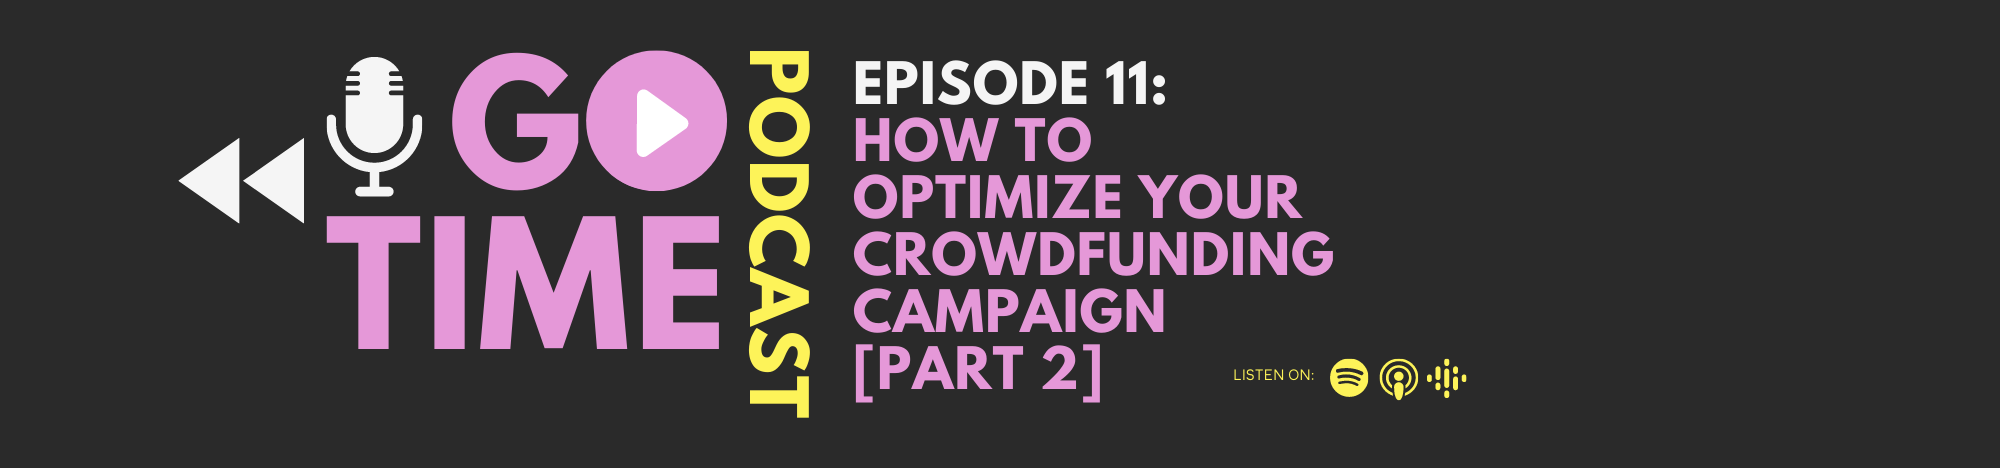 GO
TIME
PODCAST
EPISODE 11:
HOW TO
OPTIMIZE YOUR
CROWDFUNDING
CAMPAIGN
[PART 2]
LISTEN ON: